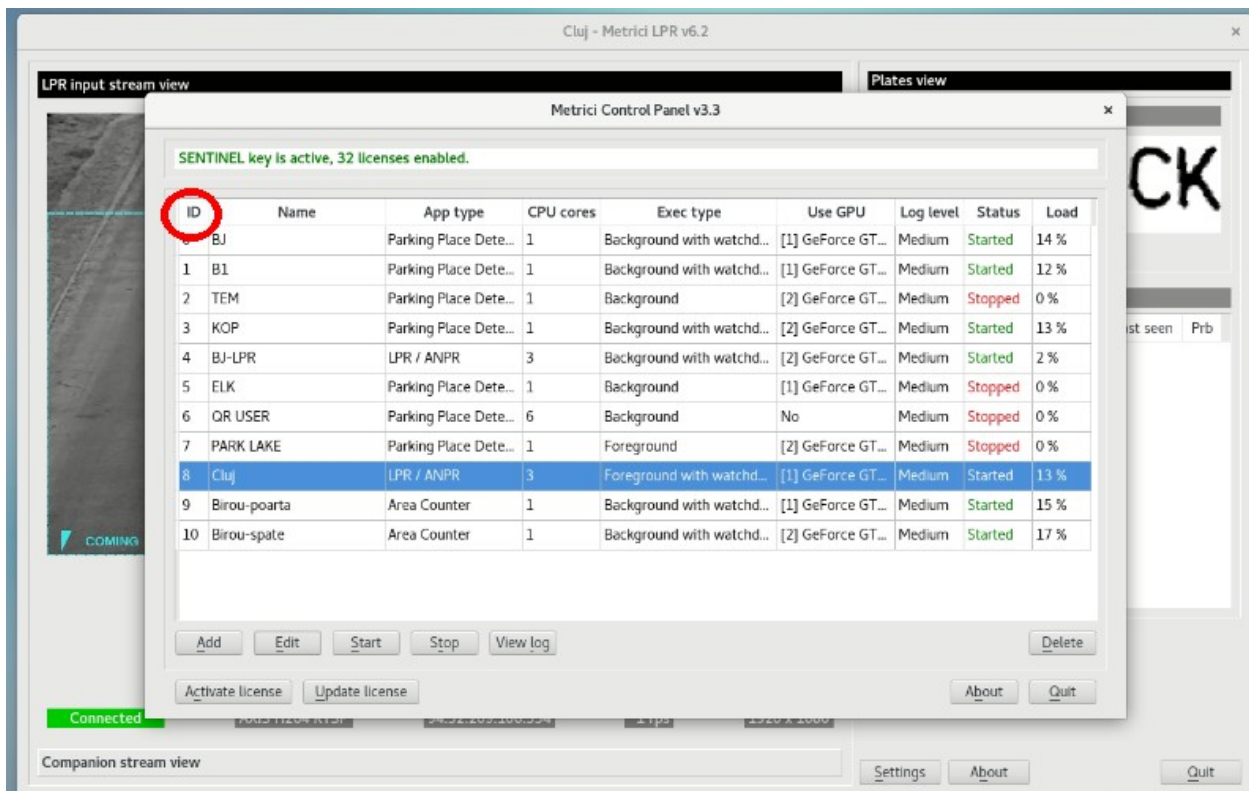 Cluj - Metrici LPR v6.2
LPR input stream view
Plates view
Metrici Control Panel v3.3
SENTINEL key is active, 32 licenses enabled.
CK
ID Name App type CPU cores Exec type Use GPU Log level Status Load
BJ Parking Place Dete... 1 Background with watchd... [1] GeForce GT... Medium Started 14 %
1 B1 Parking Place Dete... 1 Background with watchd... [1] GeForce GT... Medium Started 12 %
2 TEM Parking Place Dete... 1 Background [2] GeForce GT... Medium Stopped 0 %
3 KOP Parking Place Dete... 1 Background with watchd... [2] GeForce GT... Medium Started 13 %
st seen Prb
4 BJ-LPR LPR / ANPR 3 Background with watchd... [2] GeForce GT... Medium Started 2 %
5 ELK Parking Place Dete... 1 Background [1] GeForce GT... Medium Stopped 0 %
6 QR USER Parking Place Dete... 6 Background No Medium Stopped 0 %
7 PARK LAKE Parking Place Dete... 1 Foreground [2] GeForce GT... Medium Stopped 0 %
8 Cluj LPR / ANPR 3 Foreground with watchd... [1] GeForce GT... Medium Started 13 %
9 Birou-poarta Area Counter 1 Background with watchd... [1] GeForce GT... Medium Started 15 %
10 Birou-spate Area Counter 1 Background with watchd... [2] GeForce GT... Medium Started 17 %
COMING
Add Edit Start Stop View log Delete
Activate license Update license About Quit
Connected
Companion stream view
Settings About Quit